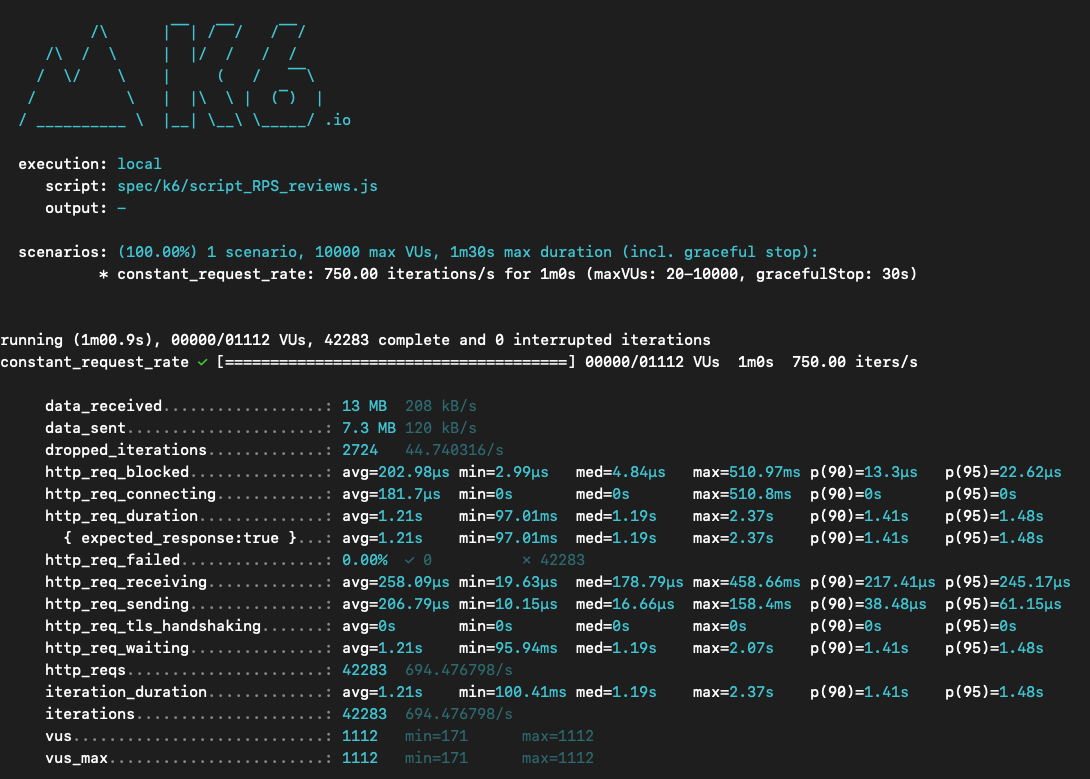 /\      |‾‾| /‾‾/   /‾‾/
     /\  /  \     |  |/  /   /  /
    /  \/    \    |     (   /   ‾‾\
   /          \   |  |\  \ |  (‾)  |
  / __________ \  |__| \__\ \_____/ .io
execution: local
script: spec/k6/script_RPS_reviews.js
output: -
scenarios: (100.00%) 1 scenario, 10000 max VUs, 1m30s max duration (incl. graceful stop):
* constant_request_rate: 750.00 iterations/s for 1m0s (maxVUs: 20-10000, gracefulStop: 30s)
running (1m00.9s), 00000/01112 VUs, 42283 complete and 0 interrupted iterations
constant_request_rate ✓ [======================================] 00000/01112 VUs  1m0s  750.00 iters/s
data_received..................: 13 MB  208 kB/s
data_sent......................: 7.3 MB 120 kB/s
dropped_iterations.............: 2724   44.740316/s
http_req_blocked...............: avg=202.98µs min=2.99µs   med=4.84µs   max=510.97ms p(90)=13.3µs   p(95)=22.62µs
http_req_connecting............: avg=181.7µs  min=0s       med=0s       max=510.8ms  p(90)=0s       p(95)=0s
http_req_duration..............: avg=1.21s    min=97.01ms  med=1.19s    max=2.37s    p(90)=1.41s    p(95)=1.48s
{ expected_response:true }...: avg=1.21s    min=97.01ms  med=1.19s    max=2.37s    p(90)=1.41s    p(95)=1.48s
http_req_failed................: 0.00%  ✓ 0          ✗ 42283
http_req_receiving.............: avg=258.09µs min=19.63µs  med=178.79µs max=458.66ms p(90)=217.41µs p(95)=245.17µs
http_req_sending...............: avg=206.79µs min=10.15µs  med=16.66µs  max=158.4ms  p(90)=38.48µs  p(95)=61.15µs
http_req_tls_handshaking.......: avg=0s       min=0s       med=0s       max=0s       p(90)=0s       p(95)=0s
http_req_waiting...............: avg=1.21s    min=95.94ms  med=1.19s    max=2.07s    p(90)=1.41s    p(95)=1.48s
http_reqs......................: 42283  694.476798/s
iteration_duration.............: avg=1.21s    min=100.41ms med=1.19s    max=2.37s    p(90)=1.41s    p(95)=1.48s
iterations.....................: 42283  694.476798/s
vus............................: 1112   min=171      max=1112
vus_max........................: 1112   min=171      max=1112